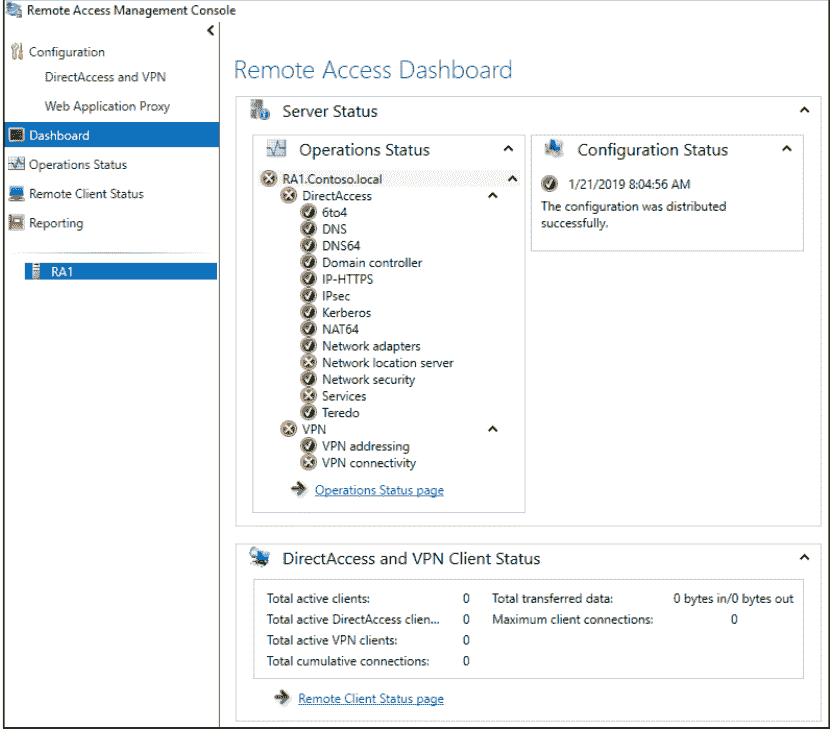 Remote Access Management Console
Configuration
DirectAccess and VPN
Web Application Proxy
Dashboard
Operations Status
Remote Client Status
Reporting
RA1
Remote Access Dashboard
Server Status
Operations Status
RA1.Contoso.local
DirectAccess
6to4
DNS
DNS64
Domain controller
IP-HTTPS
IPsec
Kerberos
NAT64
Network adapters
Network location server
Network security
Services
Teredo
VPN
VPN addressing
VPN connectivity
Operations Status page
Configuration Status
1/21/2019 8:04:56 AM
The configuration was distributed
successfully.
DirectAccess and VPN Client Status
Total active clients: 0 Total transferred data: 0 bytes in/0 bytes out
Total active DirectAccess clien... 0 Maximum client connections: 0
Total active VPN clients: 0
Total cumulative connections: 0
Remote Client Status page